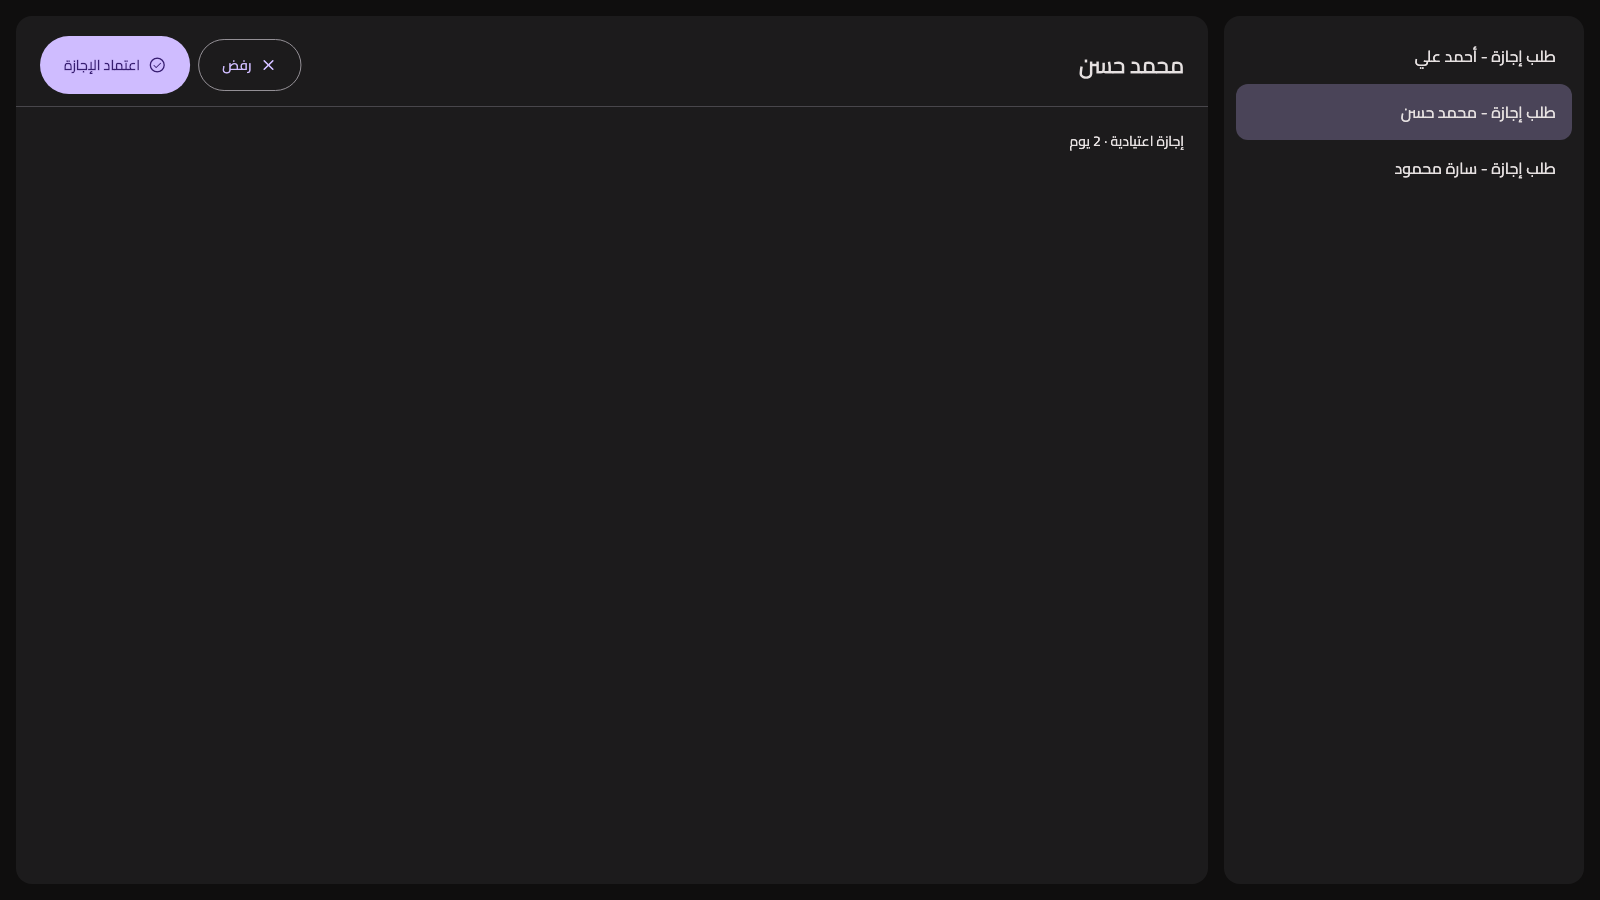 طلب إجازة - أحمد علي
طلب إجازة - محمد حسن
طلب إجازة - سارة محمود
محمد حسن
رفض
اعتماد الإجازة
إجازة اعتيادية · 2 يوم